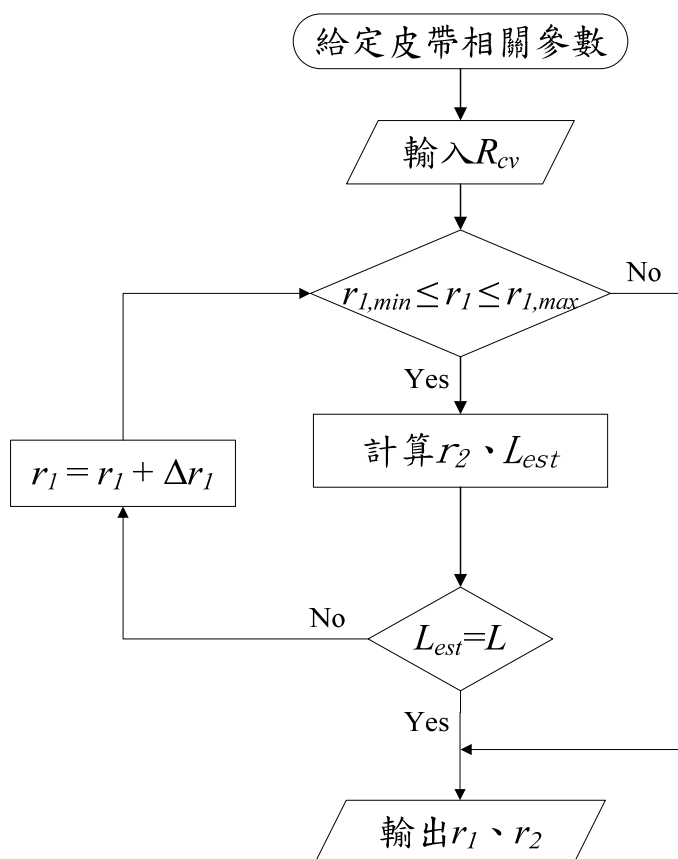 給定皮帶相關參數
輸入R_cv
r_1,min ≤ r_1 ≤ r_1,max
No
Yes
計算r_2、L_est
r_1 = r_1 + Δr_1
No
L_est=L
Yes
輸出r_1、r_2